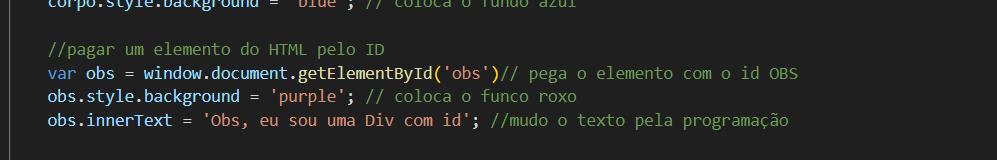 corpo.style.background = 'blue'; // coloca o fundo azul
//pagar um elemento do HTML pelo ID
var obs = window.document.getElementById('obs')// pega o elemento com o id OBS
obs.style.background = 'purple'; // coloca o funco roxo
obs.innerText = 'Obs, eu sou uma Div com id'; //mudo o texto pela programação